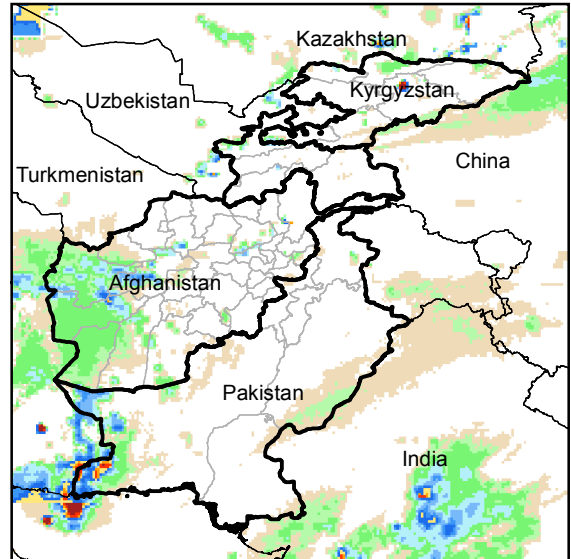 Kazakhstan
Kyrgyzstan
Uzbekistan
China
Turkmenistan
Afghanistan
Pakistan
India